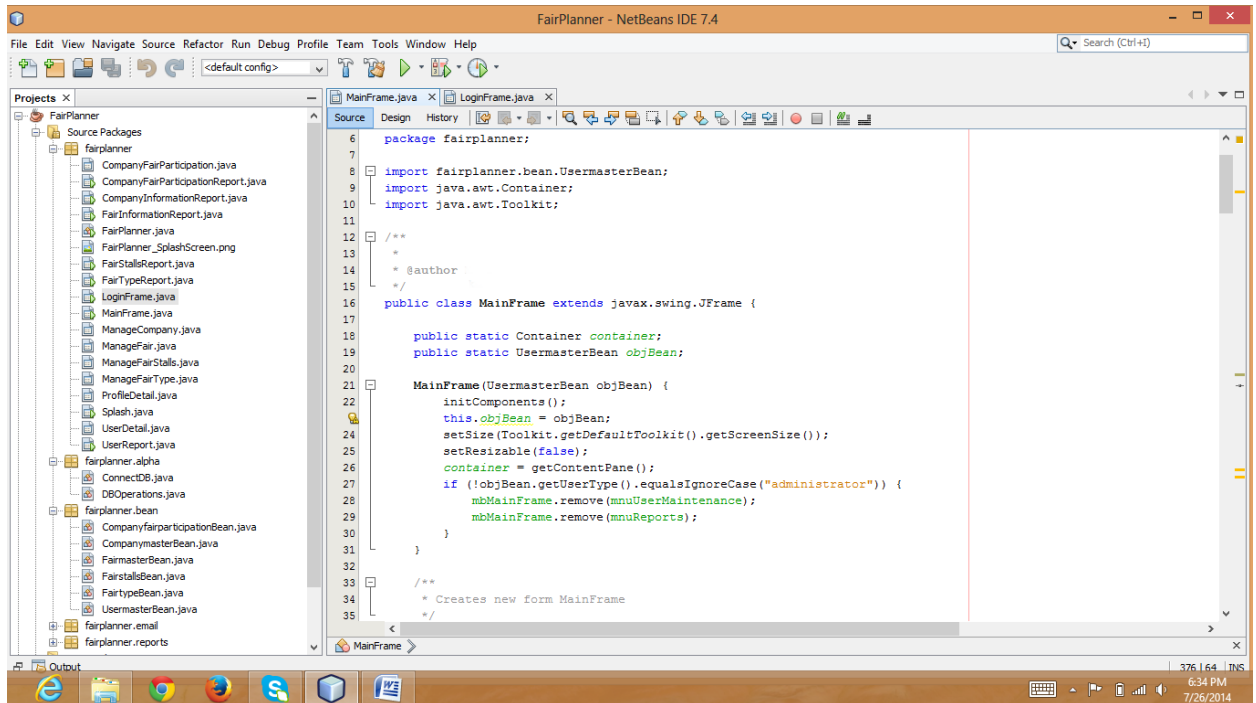 FairPlanner - NetBeans IDE 7.4
File Edit View Navigate Source Refactor Run Debug Profile Team Tools Window Help
Search (Ctrl+I)
<default config>
Projects
MainFrame.java
LoginFrame.java
Source Design History
FairPlanner
Source Packages
fairplanner
CompanyFairParticipation.java
CompanyFairParticipationReport.java
CompanyInformationReport.java
FairInformationReport.java
FairPlanner.java
FairPlanner_SplashScreen.png
FairStallsReport.java
FairTypeReport.java
LoginFrame.java
MainFrame.java
ManageCompany.java
ManageFair.java
ManageFairStalls.java
ManageFairType.java
ProfileDetail.java
Splash.java
UserDetail.java
UserReport.java
fairplanner.alpha
ConnectDB.java
DBOperations.java
fairplanner.bean
CompanyfairparticipationBean.java
CompanymasterBean.java
FairmasterBean.java
FairstallsBean.java
FairtypeBean.java
UsermasterBean.java
fairplanner.email
fairplanner.reports
6 package fairplanner;
7
8 import fairplanner.bean.UsermasterBean;
9 import java.awt.Container;
10 import java.awt.Toolkit;
11
12 /**
13 *
14 * @author
15 */
16 public class MainFrame extends javax.swing.JFrame {
17
18 public static Container container;
19 public static UsermasterBean objBean;
20
21 MainFrame(UsermasterBean objBean) {
22 initComponents();
this.objBean = objBean;
24 setSize(Toolkit.getDefaultToolkit().getScreenSize());
25 setResizable(false);
26 container = getContentPane();
27 if (!objBean.getUserType().equalsIgnoreCase("administrator")) {
28 mbMainFrame.remove(mnuUserMaintenance);
29 mbMainFrame.remove(mnuReports);
30 }
31 }
32
33 /**
34 * Creates new form MainFrame
35 */
MainFrame
Output
376 | 64 INS
6:34 PM
7/26/2014